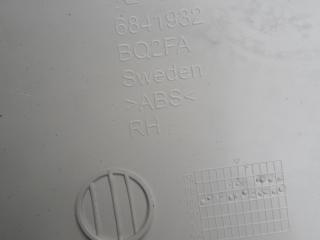 6841932
BQ2FA
Sweden
>ABS<
RH